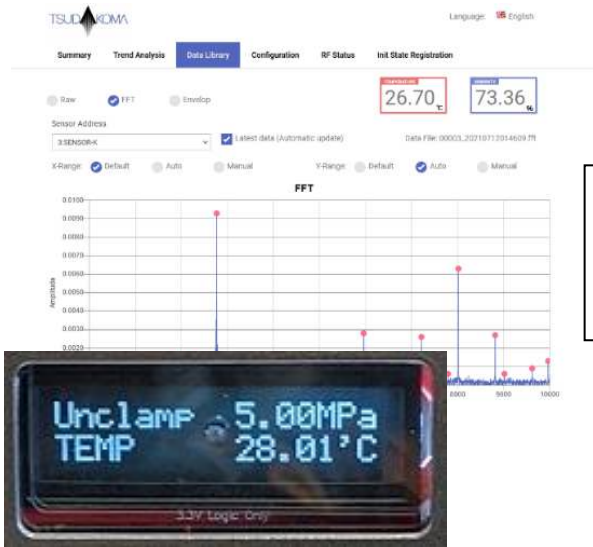 TSUDAKOMA
Language: English
Summary Trend Analysis Data Library Configuration RF Status Init State Registration
Raw FFT Envelop
TEMPERATURE
26.70 ℃
HUMIDITY
73.36 %
Sensor Address
3:SENSOR-K
Latest data (Automatic update)
Data File: 00003_20210712014609.fft
X-Range: Default Auto Manual Y-Range: Default Auto Manual
FFT
0.0100
0.0090
0.0080
0.0070
0.0060
0.0050
0.0040
0.0030
0.0020
Amplitude
8000 9000 10000
Unclamp 5.00MPa
TEMP 28.01'C
3.3V Logic Only